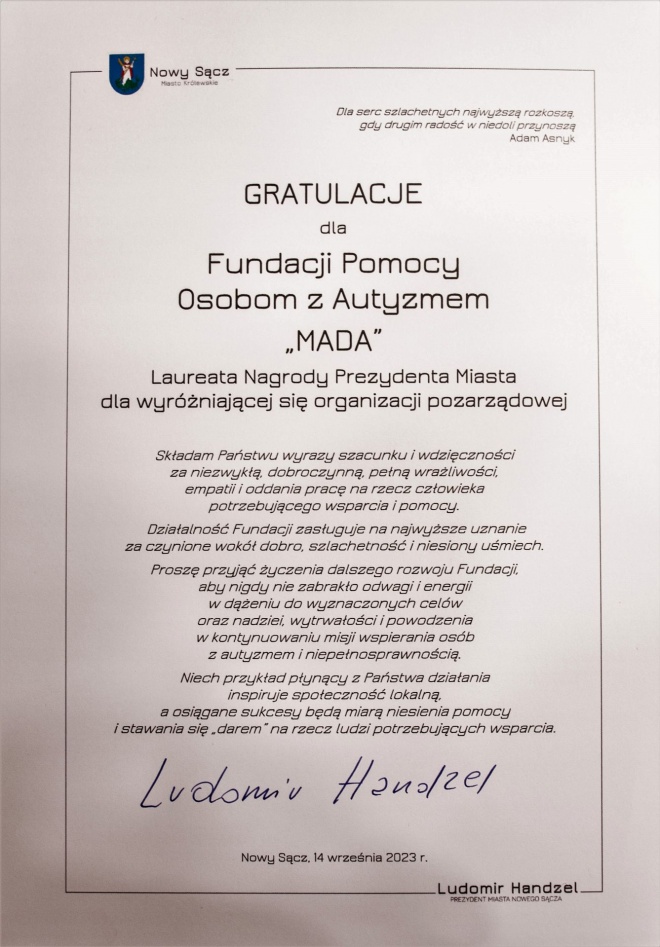 Nowy Sącz
Miasto Królewskie
Dla serc szlachetnych najwyższą rozkoszą,
gdy drugim radość w niedoli przynoszą
Adam Asnyk
GRATULACJE
dla
Fundacji Pomocy
Osobom z Autyzmem
„MADA”
Laureata Nagrody Prezydenta Miasta
dla wyróżniającej się organizacji pozarządowej
Składam Państwu wyrazy szacunku i wdzięczności
za niezwykłą, dobroczynną, pełną wrażliwości,
empatii i oddania pracę na rzecz człowieka
potrzebującego wsparcia i pomocy.
Działalność Fundacji zasługuje na najwyższe uznanie
za czynione wokół dobro, szlachetność i niesiony uśmiech.
Proszę przyjąć życzenia dalszego rozwoju Fundacji,
aby nigdy nie zabrakło odwagi i energii
w dążeniu do wyznaczonych celów
oraz nadziei, wytrwałości i powodzenia
w kontynuowaniu misji wspierania osób
z autyzmem i niepełnosprawnością.
Niech przykład płynący z Państwa działania
inspiruje społeczność lokalną,
a osiągane sukcesy będą miarą niesienia pomocy
i stawania się „darem” na rzecz ludzi potrzebujących wsparcia.
Ludomir Handzel
Nowy Sącz, 14 września 2023 r.
Ludomir Handzel
PREZYDENT MIASTA NOWEGO SĄCZA